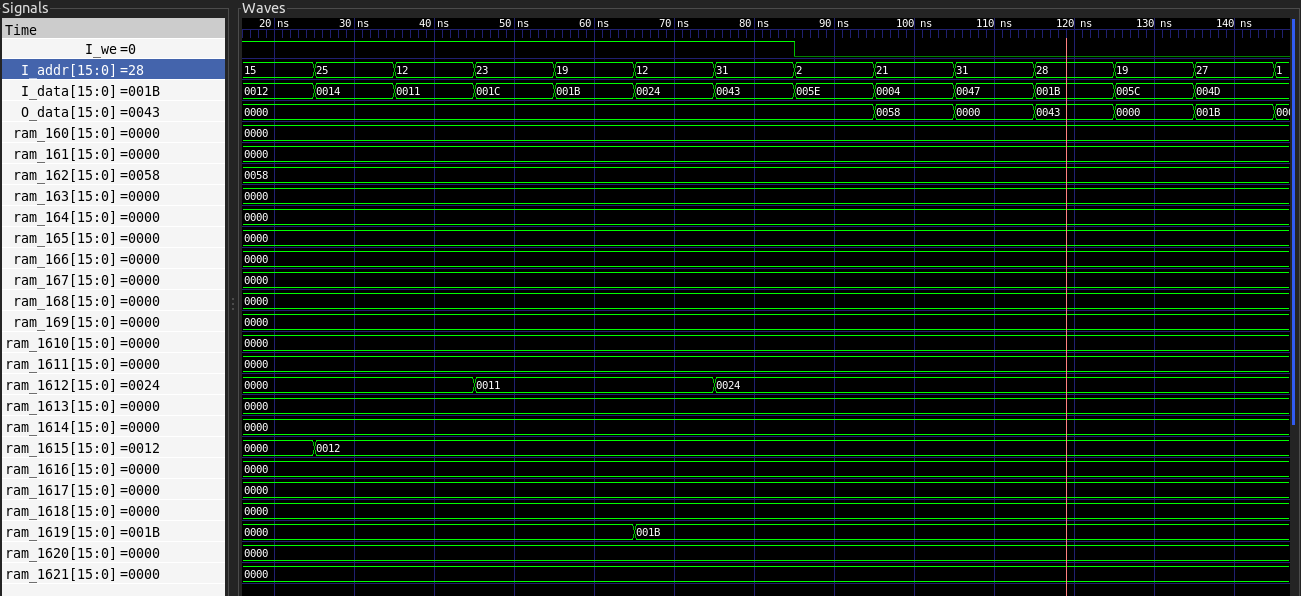 Signals Waves
Time 20 ns 30 ns 40 ns 50 ns 60 ns 70 ns 80 ns 90 ns 100 ns 110 ns 120 ns 130 ns 140 ns
I_we=0
I_addr[15:0]=28 15 25 12 23 19 12 31 2 21 31 28 19 27 1
I_data[15:0]=001B 0012 0014 0011 001C 001B 0024 0043 005E 0004 0047 001B 005C 004D
O_data[15:0]=0043 0000 0058 0000 0043 0000 001B 000
ram_160[15:0]=0000 0000
ram_161[15:0]=0000 0000
ram_162[15:0]=0058 0058
ram_163[15:0]=0000 0000
ram_164[15:0]=0000 0000
ram_165[15:0]=0000 0000
ram_166[15:0]=0000 0000
ram_167[15:0]=0000 0000
ram_168[15:0]=0000 0000
ram_169[15:0]=0000 0000
ram_1610[15:0]=0000 0000
ram_1611[15:0]=0000 0000
ram_1612[15:0]=0024 0000 0011 0024
ram_1613[15:0]=0000 0000
ram_1614[15:0]=0000 0000
ram_1615[15:0]=0012 0000 0012
ram_1616[15:0]=0000 0000
ram_1617[15:0]=0000 0000
ram_1618[15:0]=0000 0000
ram_1619[15:0]=001B 0000 001B
ram_1620[15:0]=0000 0000
ram_1621[15:0]=0000 0000